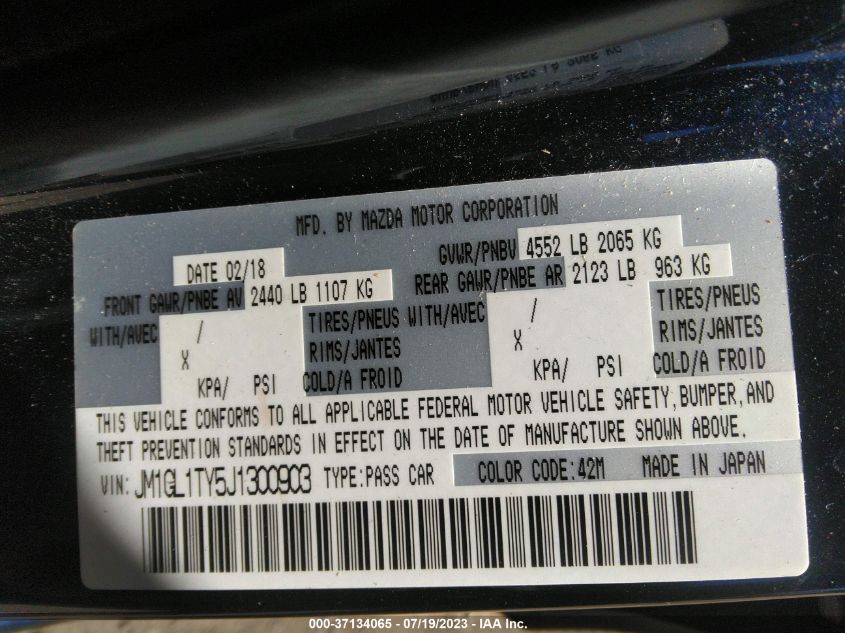 MFD. BY MAZDA MOTOR CORPORATION
DATE 02/18
GVWR/PNBV 4552 LB 2065 KG
FRONT GAWR/PNBE AV 2440 LB 1107 KG
REAR GAWR/PNBE AR 2123 LB 963 KG
WITH/AVEC / TIRES/PNEUS WITH/AVEC / TIRES/PNEUS
X RIMS/JANTES X RIMS/JANTES
KPA/ PSI COLD/A FROID KPA/ PSI COLD/A FROID
THIS VEHICLE CONFORMS TO ALL APPLICABLE FEDERAL MOTOR VEHICLE SAFETY, BUMPER, AND
THEFT PREVENTION STANDARDS IN EFFECT ON THE DATE OF MANUFACTURE SHOWN ABOVE.
VIN: JM1GL1TY5J1300903 TYPE:PASS CAR COLOR CODE:42M MADE IN JAPAN
000-37134065 - 07/19/2023 - IAA Inc.